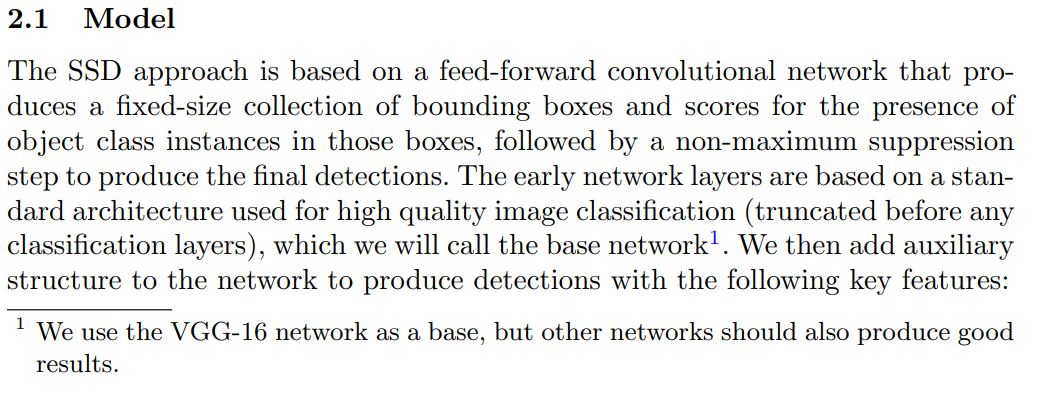 2.1 Model
The SSD approach is based on a feed-forward convolutional network that pro-
duces a fixed-size collection of bounding boxes and scores for the presence of
object class instances in those boxes, followed by a non-maximum suppression
step to produce the final detections. The early network layers are based on a stan-
dard architecture used for high quality image classification (truncated before any
classification layers), which we will call the base network¹. We then add auxiliary
structure to the network to produce detections with the following key features:
¹ We use the VGG-16 network as a base, but other networks should also produce good
results.